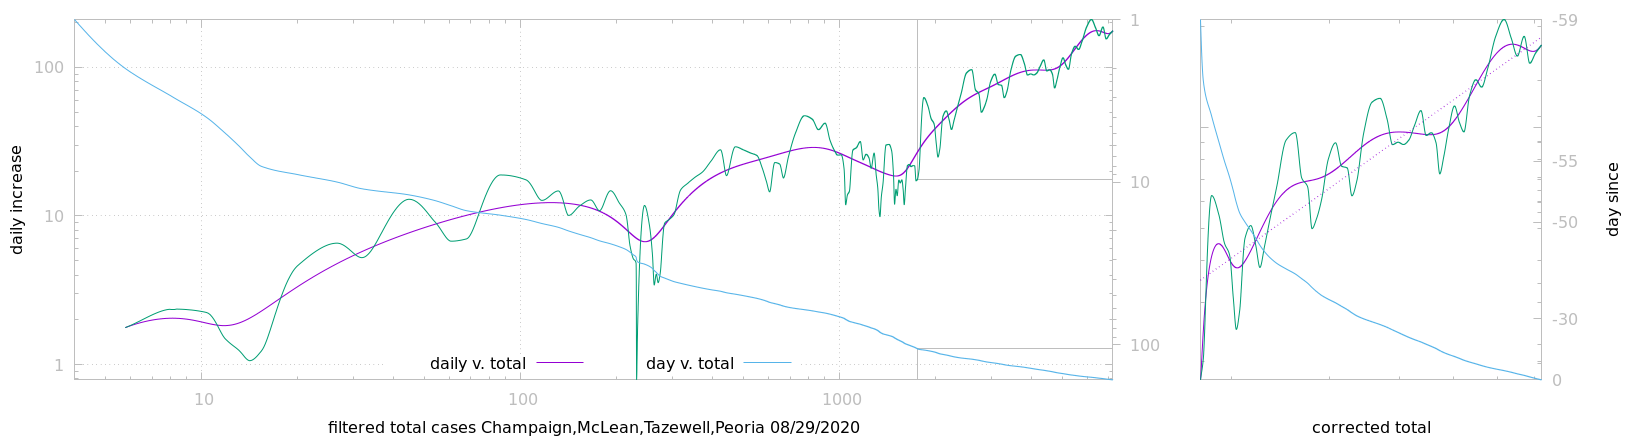 daily increase
100
10
1
10
100
1000
1
10
100
daily v. total
day v. total
filtered total cases Champaign,McLean,Tazewell,Peoria 08/29/2020
-59
-55
-50
-30
0
day since
corrected total